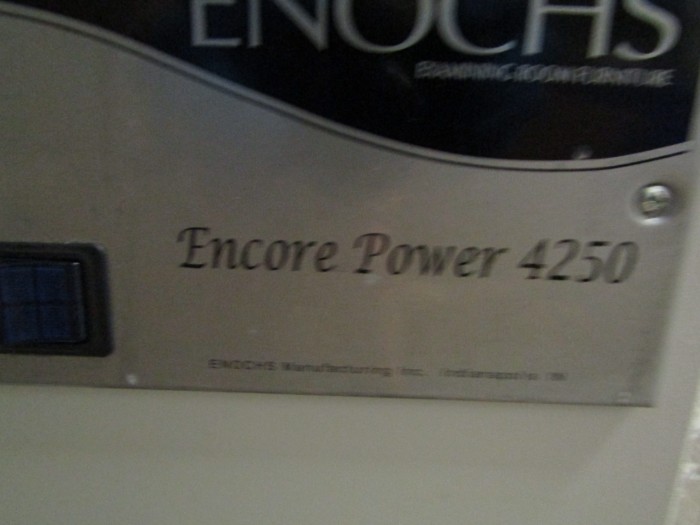 ENOCHS
EXAMINING ROOM FURNITURE
Encore Power 4250
ENOCHS Manufacturing Inc. Indianapolis IN